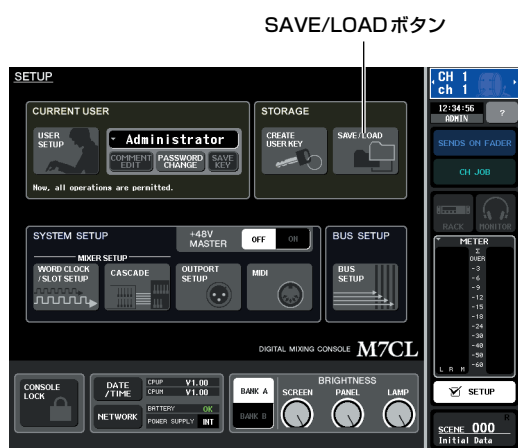 SAVE/LOADボタン
SETUP
CURRENT USER
USER
SETUP
Administrator
COMMENT
EDIT
PASSWORD
CHANGE
SAVE
KEY
Now, all operations are permitted.
STORAGE
CREATE
USER KEY
SAVE/LOAD
SYSTEM SETUP
+48V
MASTER
OFF
ON
MIXER SETUP
WORD CLOCK
/SLOT SETUP
CASCADE
OUTPORT
SETUP
MIDI
BUS SETUP
BUS
SETUP
DIGITAL MIXING CONSOLE M7CL
CONSOLE
LOCK
DATE
/TIME
CPUP V1.00
CPUM V1.00
NETWORK
BATTERY OK
POWER SUPPLY INT
BANK A
BANK B
BRIGHTNESS
SCREEN
PANEL
LAMP
CH 1
ch 1
12:34:56
ADMIN
?
SENDS ON FADER
CH JOB
RACK
MONITOR
METER
Σ
OVER
-3
-6
-9
-12
-15
-18
-24
-30
-40
-50
-60
L R M
SETUP
R
SCENE 000
Initial Data